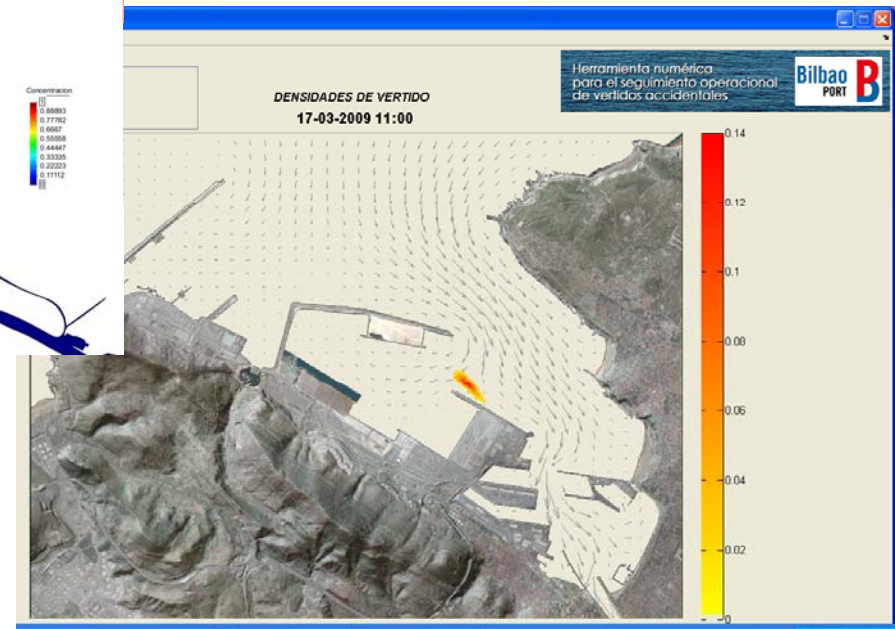 Concentracion
1
0.88893
0.77782
0.6667
0.55558
0.44447
0.33335
0.22223
0.11112
0
DENSIDADES DE VERTIDO
17-03-2009 11:00
Herramienta numérica
para el seguimiento operacional
de vertidos accidentales
Bilbao
PORT
B
0.14
0.12
0.1
0.08
0.06
0.04
0.02
0